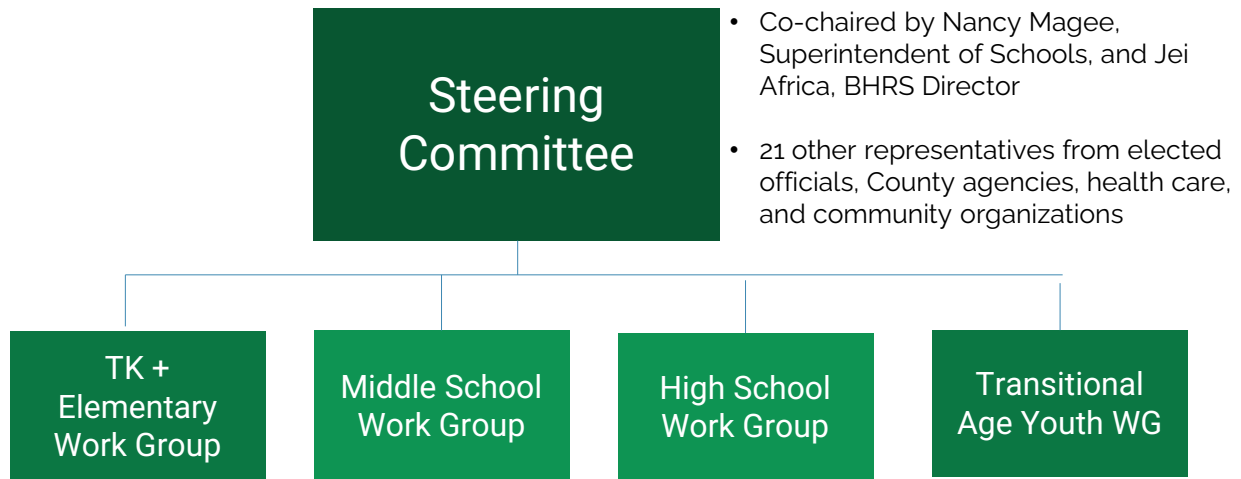 Steering
Committee
• Co-chaired by Nancy Magee,
Superintendent of Schools, and Jei
Africa, BHRS Director
• 21 other representatives from elected
officials, County agencies, health care,
and community organizations
TK +
Elementary
Work Group
Middle School
Work Group
High School
Work Group
Transitional
Age Youth WG